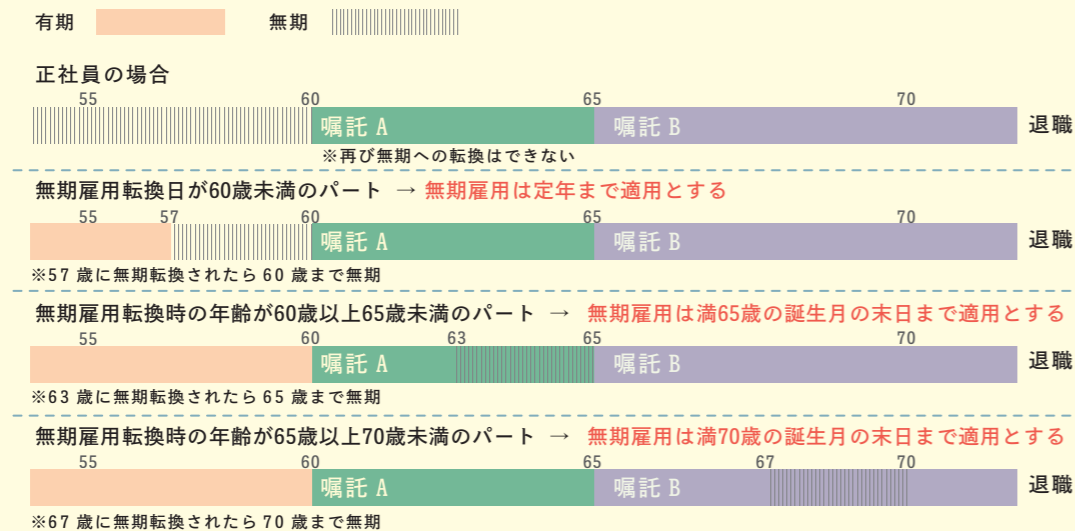 有期 無期
正社員の場合
55 60 65 70
嘱託 A 嘱託 B 退職
※再び無期への転換はできない
無期雇用転換日が60歳未満のパート → 無期雇用は定年まで適用とする
55 57 60 65 70
嘱託 A 嘱託 B 退職
※57 歳に無期転換されたら 60 歳まで無期
無期雇用転換時の年齢が60歳以上65歳未満のパート → 無期雇用は満65歳の誕生月の末日まで適用とする
55 60 63 65 70
嘱託 A 嘱託 B 退職
※63 歳に無期転換されたら 65 歳まで無期
無期雇用転換時の年齢が65歳以上70歳未満のパート → 無期雇用は満70歳の誕生月の末日まで適用とする
55 60 65 67 70
嘱託 A 嘱託 B 退職
※67 歳に無期転換されたら 70 歳まで無期